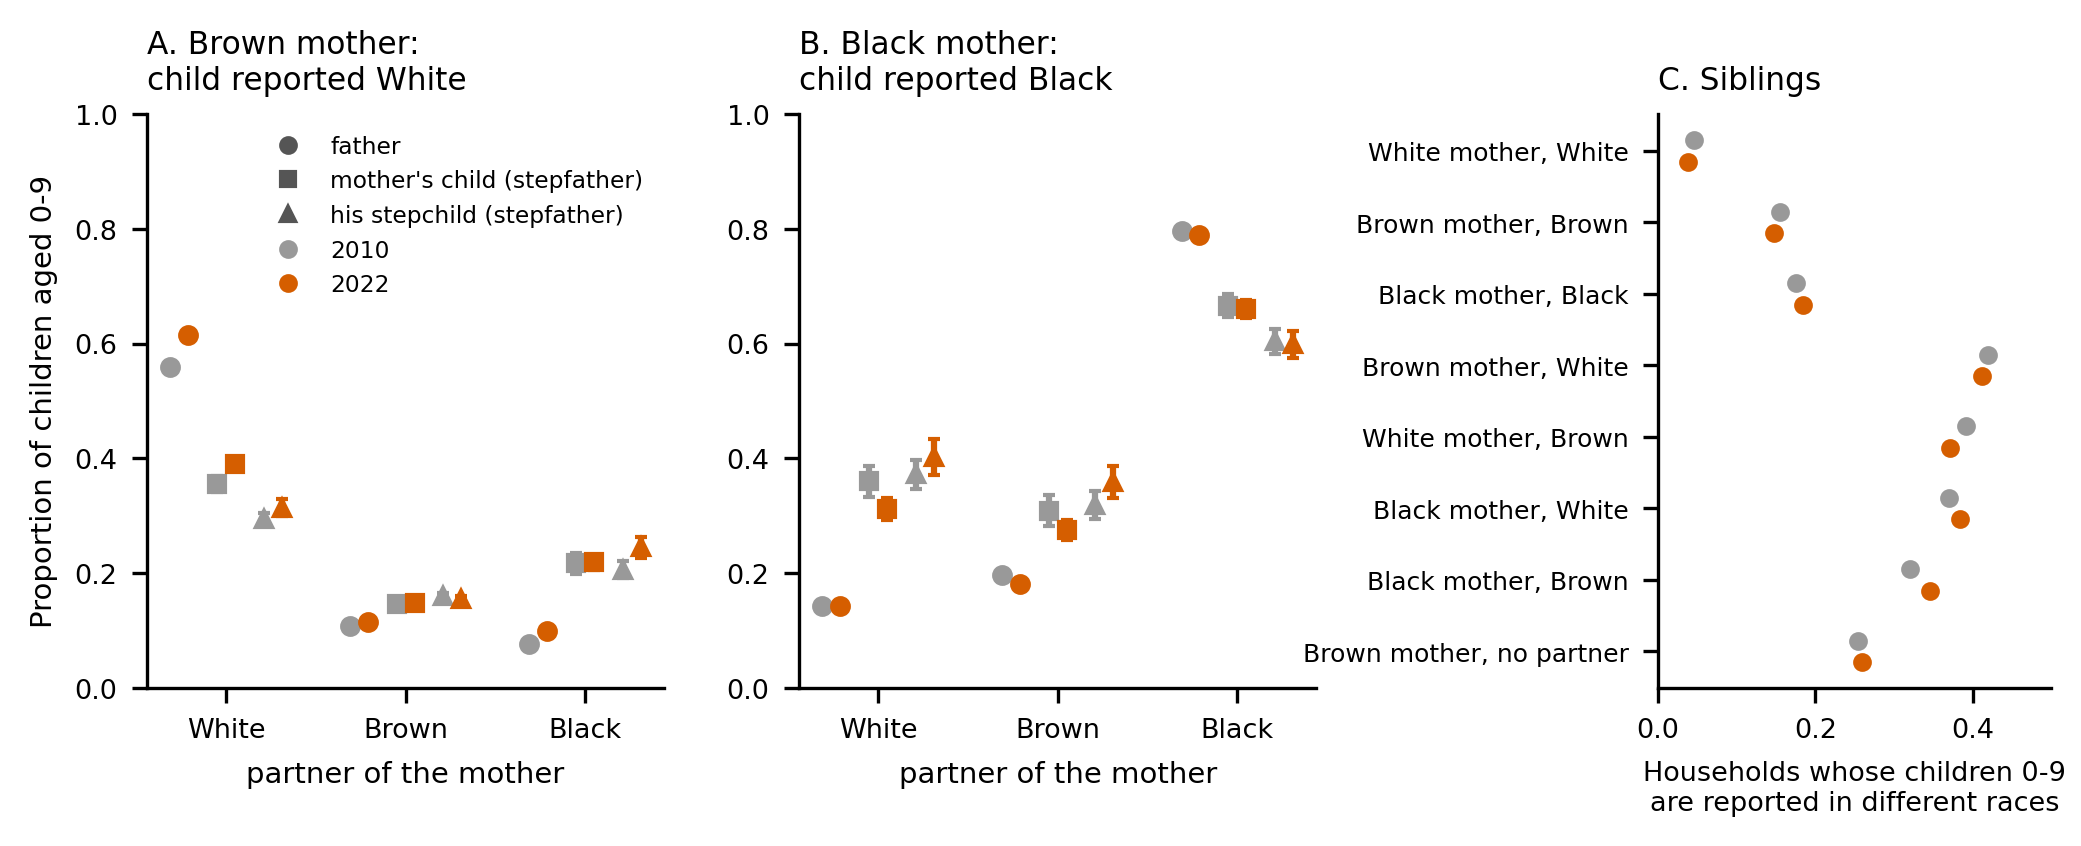 A. Brown mother:
child reported White
Proportion of children aged 0-9
1.0
0.8
0.6
0.4
0.2
0.0
father
mother's child (stepfather)
his stepchild (stepfather)
2010
2022
White
Brown
Black
partner of the mother
B. Black mother:
child reported Black
1.0
0.8
0.6
0.4
0.2
0.0
White
Brown
Black
partner of the mother
C. Siblings
White mother, White
Brown mother, Brown
Black mother, Black
Brown mother, White
White mother, Brown
Black mother, White
Black mother, Brown
Brown mother, no partner
0.0
0.2
0.4
Households whose children 0-9
are reported in different races